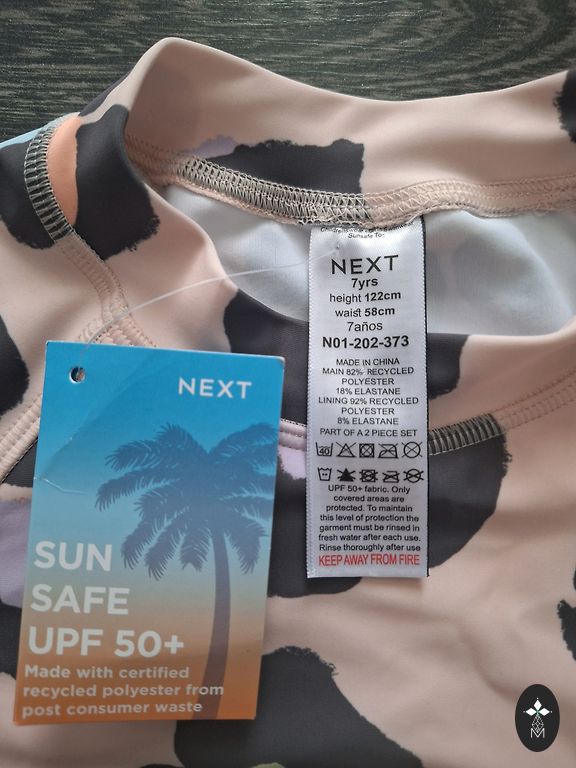 NEXT
SUN
SAFE
UPF 50+
Made with certified
recycled polyester from
post consumer waste
Sunsafe To
NEXT
7yrs
height 122cm
waist 58cm
7años
N01-202-373
MADE IN CHINA
MAIN 82% RECYCLED
POLYESTER
18% ELASTANE
LINING 92% RECYCLED
POLYESTER
8% ELASTANE
PART OF A 2 PIECE SET
40
UPF 50+ fabric. Only
covered areas are
protected. To maintain
this level of protection the
garment must be rinsed in
fresh water after each use.
Rinse thoroughly after use
KEEP AWAY FROM FIRE
M